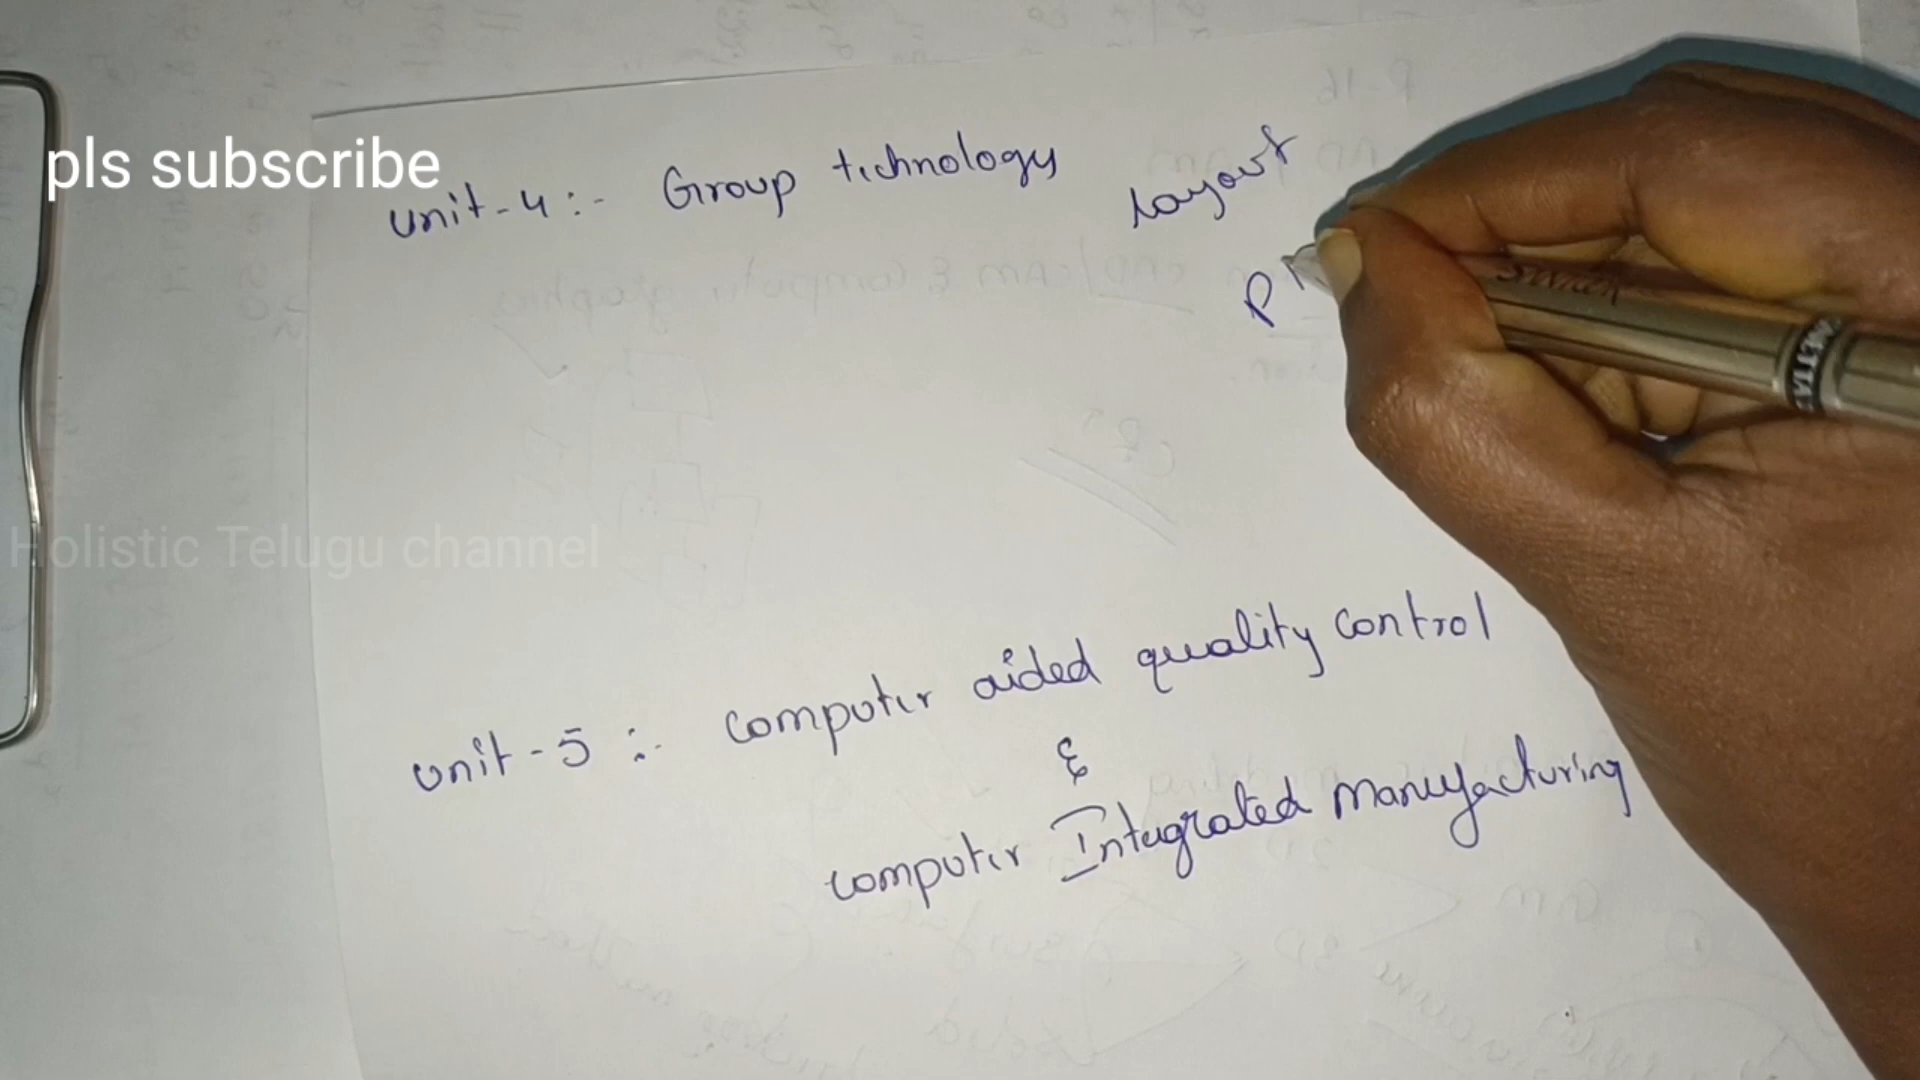 pls subscribe
unit-4 :- Group technology
Layout
P
Holistic Telugu channel
unit-5 :- computer aided quality control
&
computer Integrated Manufacturing